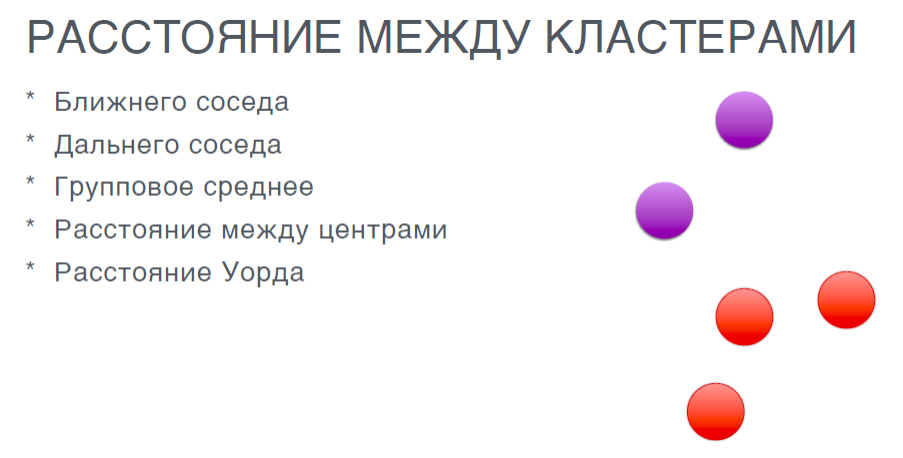 РАССТОЯНИЕ МЕЖДУ КЛАСТЕРАМИ
* Ближнего соседа
* Дальнего соседа
* Групповое среднее
* Расстояние между центрами
* Расстояние Уорда